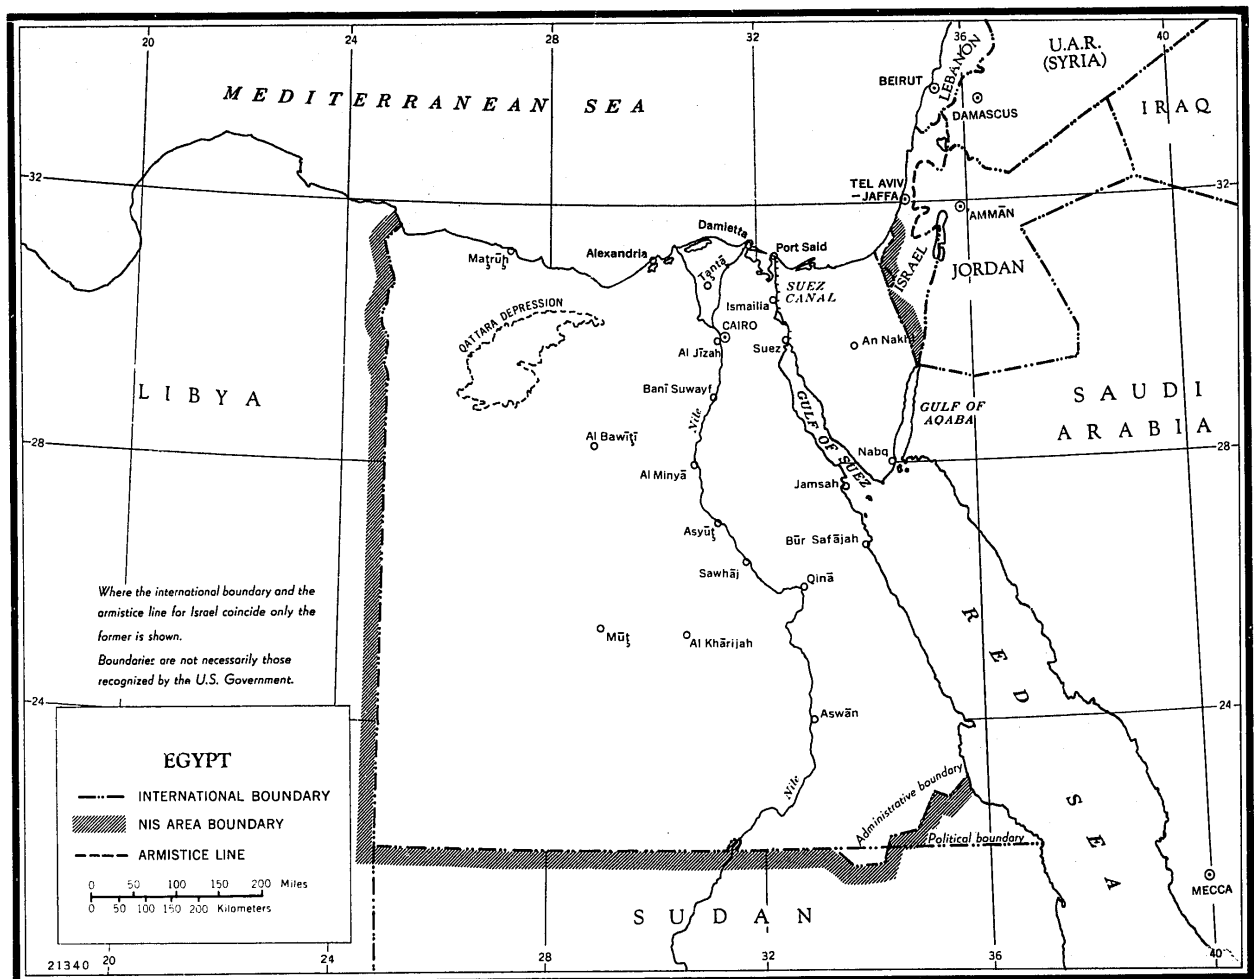 20
24
28
32
36
40
MEDITERRANEAN SEA
BEIRUT
LEBANON
U.A.R.
(SYRIA)
DAMASCUS
IRAQ
32
32
TEL AVIV
–JAFFA
AMMĀN
Damietta
Port Said
Alexandria
Maṭrūḥ
Ṭanṭā
ISRAEL
JORDAN
SUEZ
CANAL
Ismailia
QATTARA DEPRESSION
CAIRO
An Nakhl
Al Jīzah
Suez
LIBYA
Banī Suwayf
GULF OF
AQABA
SAUDI
ARABIA
Nile
GULF OF SUEZ
28
Al Bawīṭī
Nabq
28
Al Minyā
Jamsah
Asyūṭ
Būr Safājah
Sawhāj
Qinā
Where the international boundary and the
armistice line for Israel coincide only the
former is shown.
Boundaries are not necessarily those
recognized by the U.S. Government.
Mūṭ
Al Khārijah
RED
SEA
24
24
Aswān
Nile
Administrative boundary
Political boundary
EGYPT
INTERNATIONAL BOUNDARY
NIS AREA BOUNDARY
ARMISTICE LINE
0 50 100 150 200 Miles
0 50 100 150 200 Kilometers
MECCA
SUDAN
21340
20
24
28
32
36
40